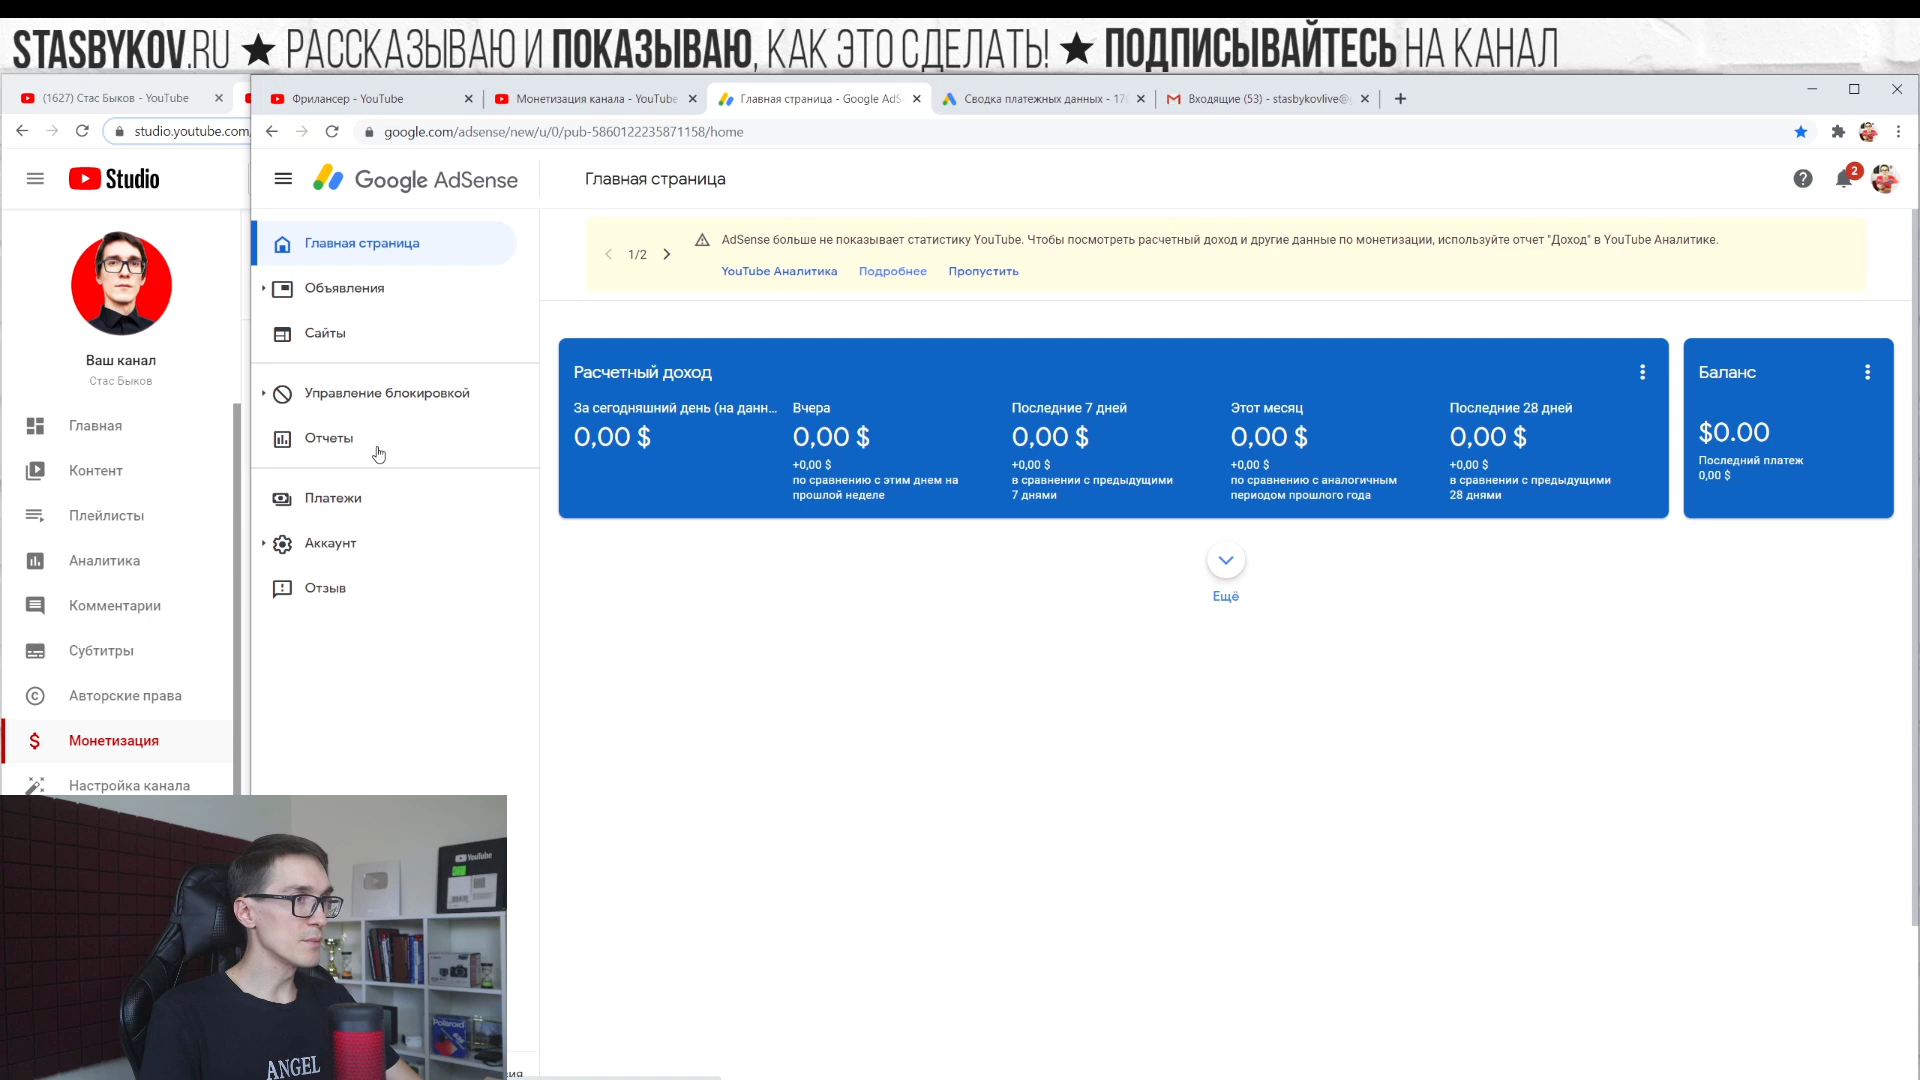 STASBYKOV.RU ★ РАССКАЗЫВАЮ И ПОКАЗЫВАЮ, КАК ЭТО СДЕЛАТЬ! ★ ПОДПИСЫВАЙТЕСЬ НА КАНАЛ
(1627) Стас Быков - YouTube
Фрилансер - YouTube
Монетизация канала - YouTube
Главная страница - Google AdS
Сводка платежных данных - 17
Входящие (53) - stasbykovlive@
studio.youtube.com
google.com/adsense/new/u/0/pub-5860122235871158/home
Studio
Ваш канал
Стас Быков
Главная
Контент
Плейлисты
Аналитика
Комментарии
Субтитры
Авторские права
Монетизация
Настройка канала
Google AdSense
Главная страница
2
Главная страница
Объявления
Сайты
Управление блокировкой
Отчеты
Платежи
Аккаунт
Отзыв
1/2
AdSense больше не показывает статистику YouTube. Чтобы посмотреть расчетный доход и другие данные по монетизации, используйте отчет "Доход" в YouTube Аналитике.
YouTube Аналитика Подробнее Пропустить
Расчетный доход
За сегодняшний день (на данн...
0,00 $
Вчера
0,00 $
+0,00 $
по сравнению с этим днем на
прошлой неделе
Последние 7 дней
0,00 $
+0,00 $
в сравнении с предыдущими
7 днями
Этот месяц
0,00 $
+0,00 $
по сравнению с аналогичным
периодом прошлого года
Последние 28 дней
0,00 $
+0,00 $
в сравнении с предыдущими
28 днями
Баланс
$0.00
Последний платеж
0,00 $
Ещё
YouTube
Polaroid
ANGEL